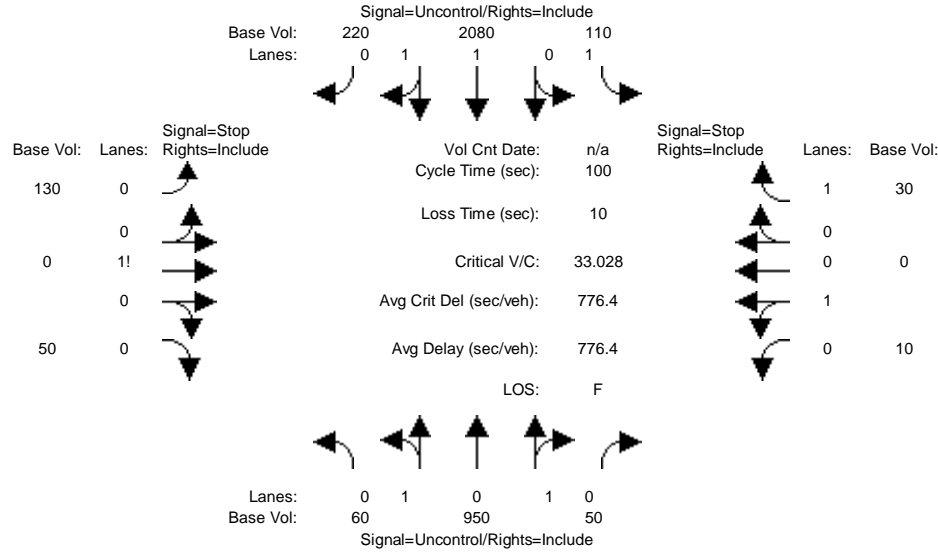 Signal=Uncontrol/Rights=Include
Base Vol: 220 2080 110
Lanes: 0 1 1 0 1
Signal=Stop Signal=Stop
Base Vol: Lanes: Rights=Include Vol Cnt Date: n/a Rights=Include Lanes: Base Vol:
Cycle Time (sec): 100
130 0 1 30
Loss Time (sec): 10
0 0
0 1! Critical V/C: 33.028 0 0
0 Avg Crit Del (sec/veh): 776.4 1
50 0 Avg Delay (sec/veh): 776.4 0 10
LOS: F
Lanes: 0 1 0 1 0
Base Vol: 60 950 50
Signal=Uncontrol/Rights=Include